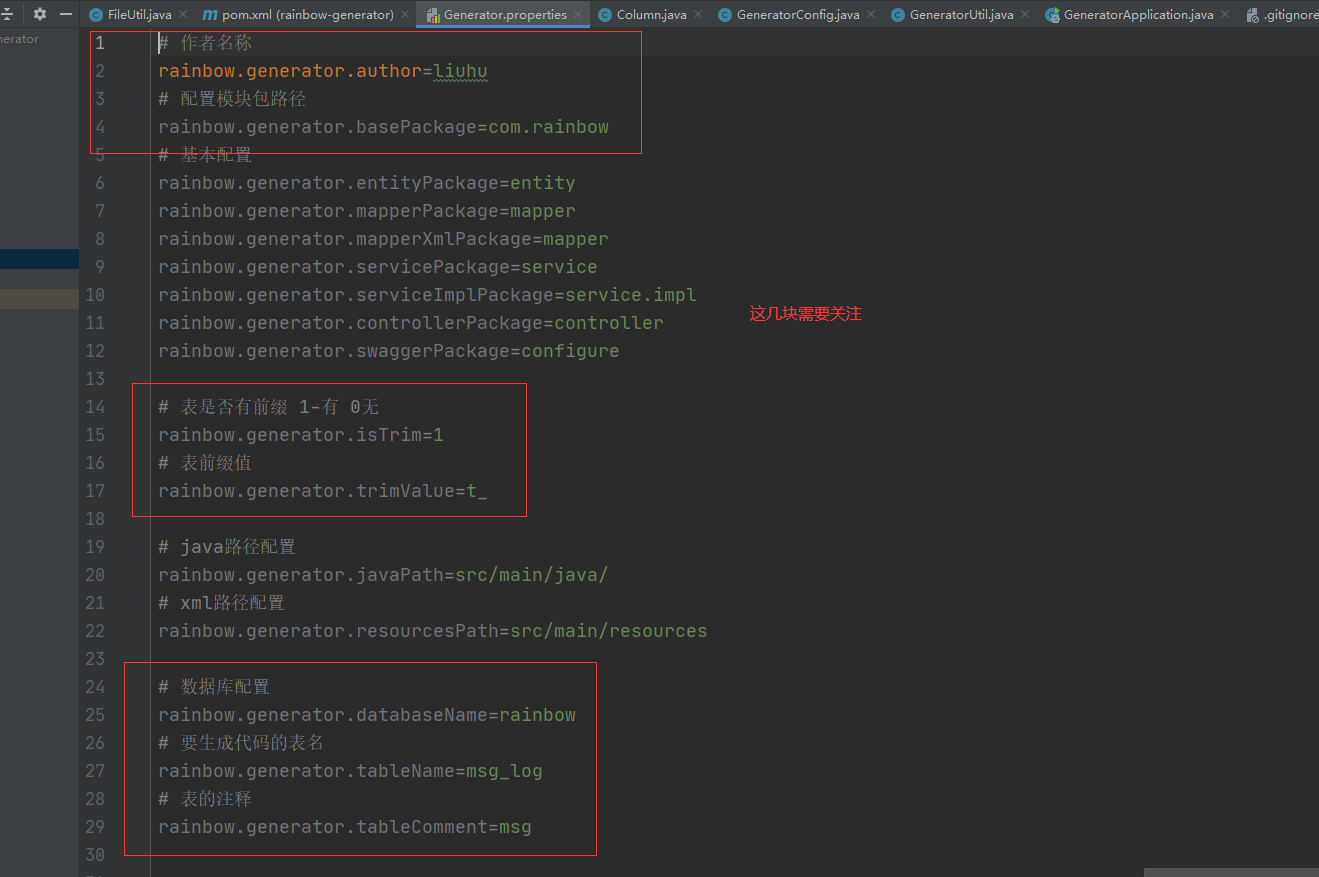 FileUtil.java pom.xml (rainbow-generator) Generator.properties Column.java GeneratorConfig.java GeneratorUtil.java GeneratorApplication.java .gitignore
nerator
1 # 作者名称
2 rainbow.generator.author=liuhu
3 # 配置模块包路径
4 rainbow.generator.basePackage=com.rainbow
5 # 基本配置
6 rainbow.generator.entityPackage=entity
7 rainbow.generator.mapperPackage=mapper
8 rainbow.generator.mapperXmlPackage=mapper
9 rainbow.generator.servicePackage=service
10 rainbow.generator.serviceImplPackage=service.impl
这几块需要关注
11 rainbow.generator.controllerPackage=controller
12 rainbow.generator.swaggerPackage=configure
13
14 # 表是否有前缀 1-有 0无
15 rainbow.generator.isTrim=1
16 # 表前缀值
17 rainbow.generator.trimValue=t_
18
19 # java路径配置
20 rainbow.generator.javaPath=src/main/java/
21 # xml路径配置
22 rainbow.generator.resourcesPath=src/main/resources
23
24 # 数据库配置
25 rainbow.generator.databaseName=rainbow
26 # 要生成代码的表名
27 rainbow.generator.tableName=msg_log
28 # 表的注释
29 rainbow.generator.tableComment=msg
30